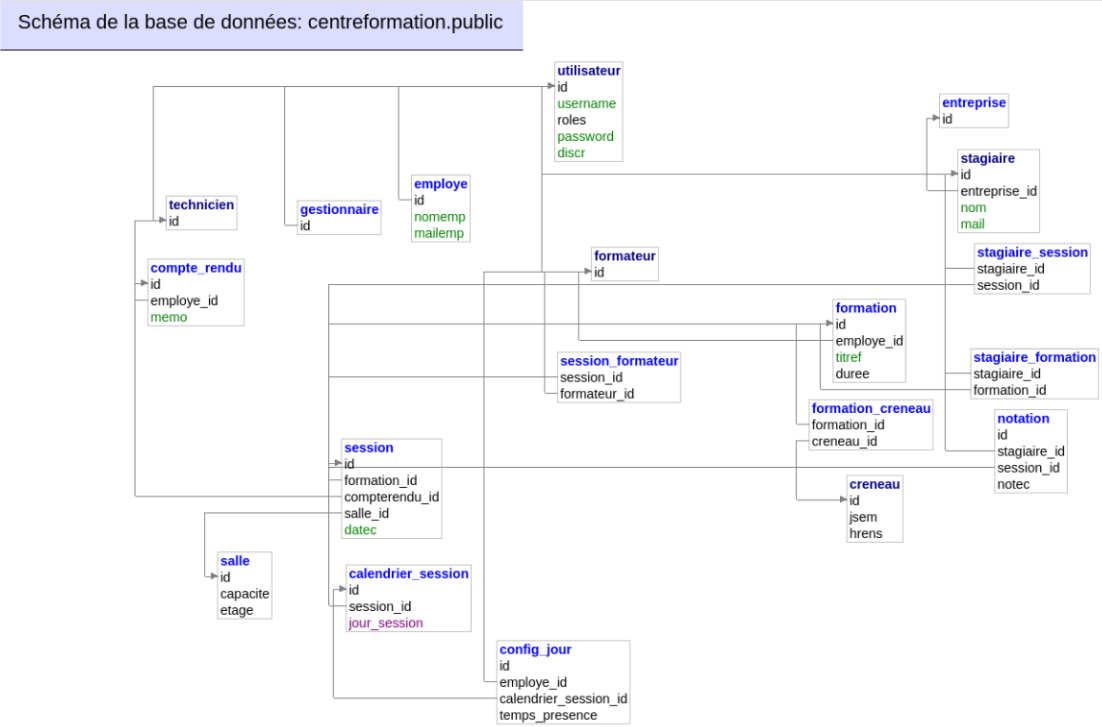 Schéma de la base de données: centreformation.public
utilisateur
id
username
roles
password
discr
entreprise
id
stagiaire
id
entreprise_id
nom
mail
employe
id
nomemp
mailemp
technicien
id
gestionnaire
id
stagiaire_session
stagiaire_id
session_id
formateur
id
compte_rendu
id
employe_id
memo
formation
id
employe_id
titref
duree
session_formateur
session_id
formateur_id
stagiaire_formation
stagiaire_id
formation_id
formation_creneau
formation_id
creneau_id
notation
id
stagiaire_id
session_id
notec
session
id
formation_id
compterendu_id
salle_id
datec
creneau
id
jsem
hrens
salle
id
capacite
etage
calendrier_session
id
session_id
jour_session
config_jour
id
employe_id
calendrier_session_id
temps_presence